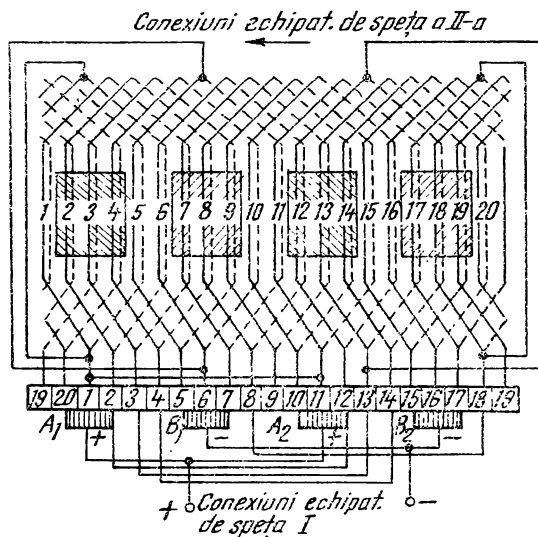 Conexiuni echipat. de speța a II-a
1 2 3 4 5 6 7 8 9 10 11 12 13 14 15 16 17 18 19 20
19 20 1 2 3 4 5 6 7 8 9 10 11 12 13 14 15 16 17 18 19
A1 + B1 - A2 + B2 -
+ Conexiuni echipat. -
de speța I